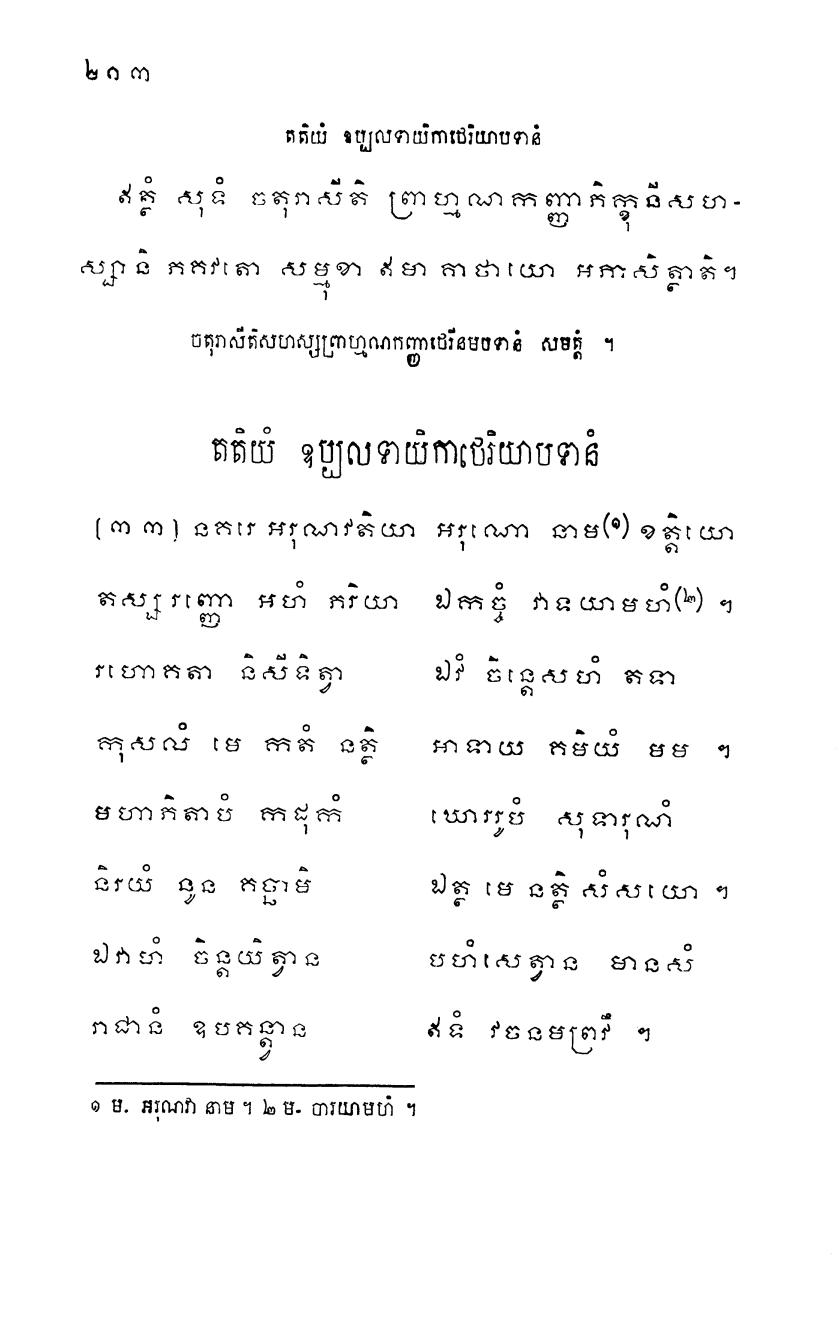 ២១៣
តតិយំ ឧប្បលទាយិកាថេរិយាបទានំ
ឥត្ថំ សុទំ ចតុរាសីតិ ព្រាហ្មណកញ្ញាភិក្ខុនីសហ-
ស្សានិ ភគវតោ សម្មុខា ឥមា គាថាយោ អភាសិត្ថាតិ។
ចតុរាសីតិសហស្សព្រាហ្មណកញ្ញាថេរីនមបទានំ សមត្តំ ។
តតិយំ ឧប្បលទាយិកាថេរិយាបទានំ
[៣៣] នគរេ អរុណវតិយា អរុណោ នាម(១) ខត្តិយោ
តស្ស រញ្ញោ អហំ ភរិយា ឯកច្ចំ វាទយាមហំ(២) ។
រហោគតា និសីទិត្វា ឯវំ ចិន្តេសហំ តទា
កុសលំ មេ កតំ នត្ថិ អាទាយ គមិយំ មម ។
មហាភិតាបំ កដុកំ ឃោររូបំ សុទារុណំ
និរយំ នូន គច្ឆាមិ ឯត្ថ មេ នត្ថិ សំសយោ ។
ឯវាហំ ចិន្តយិត្វាន បហំសេត្វាន មានសំ
រាជានំ ឧបគន្ត្វាន ឥទំ វចនមព្រវឹ ។
១ ម. អរុណវា នាម ។ ២ ម- ចារយាមហំ ។